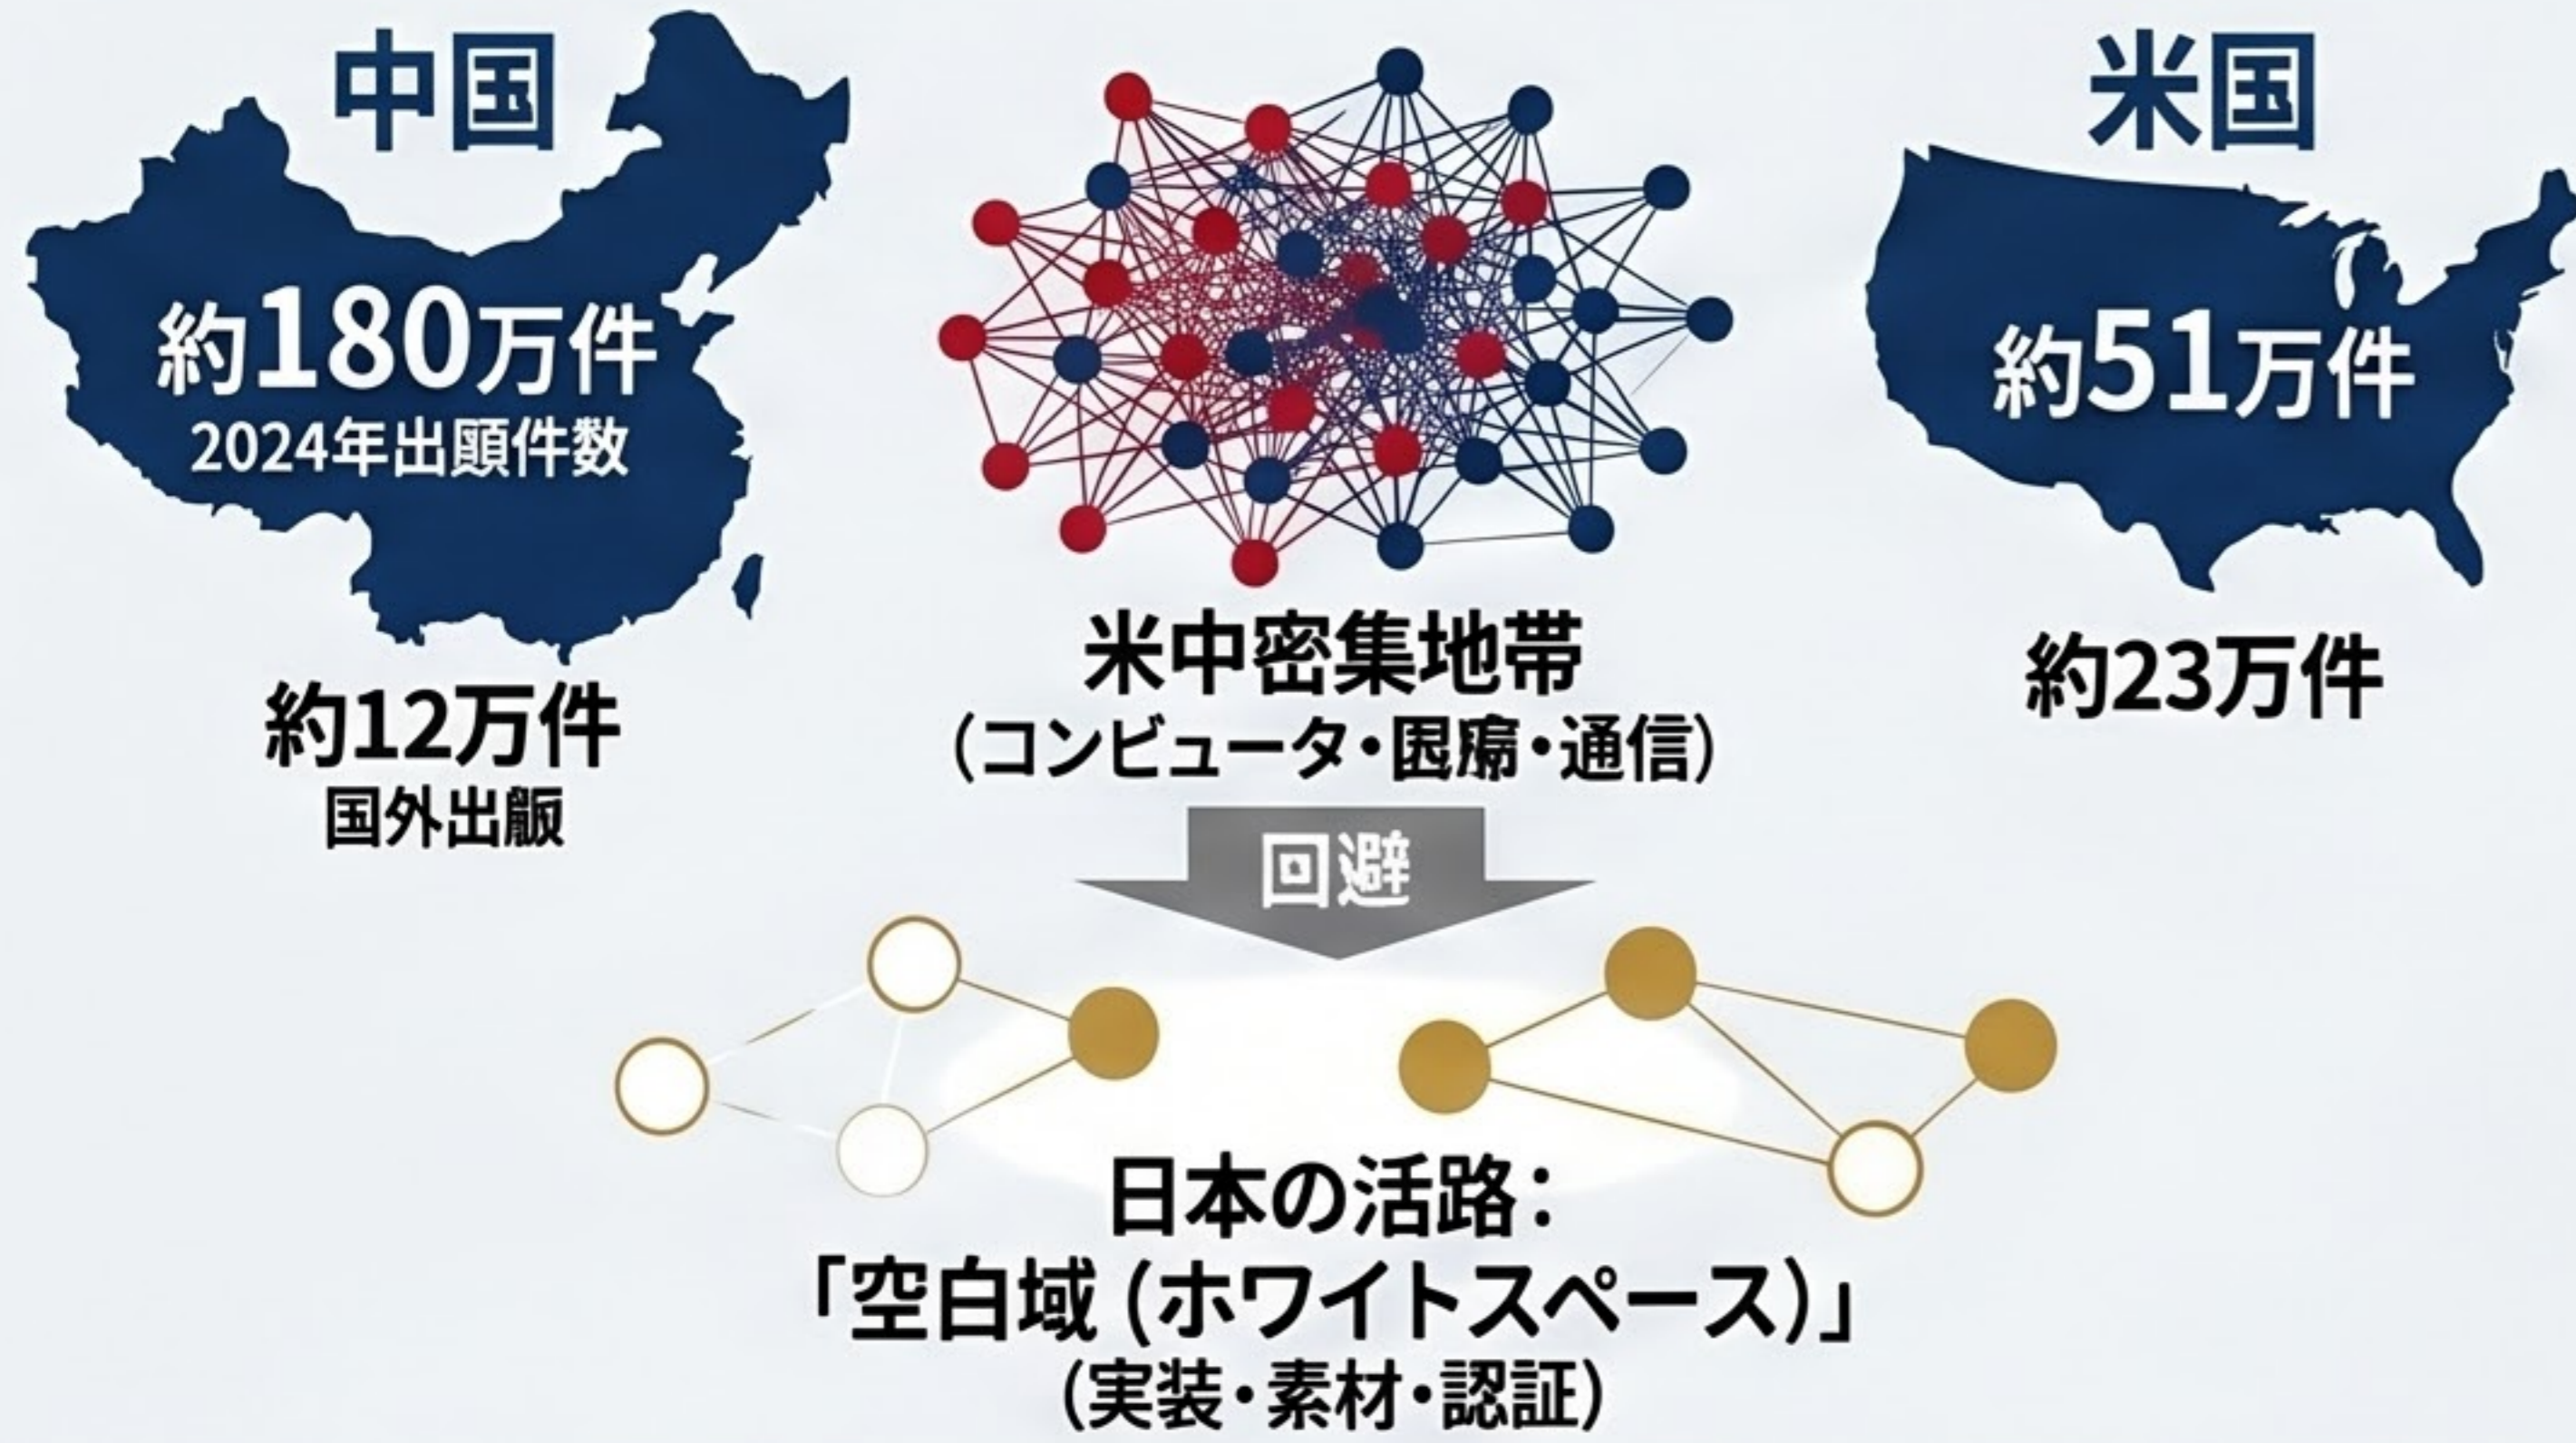 中国
約180万件
2024年出願件数
約12万件
国外出
米中密集地帯
(コンピュータ・・通信)
回避
日本の活路:
「空白域 (ホワイトスペース)」
(実装・素材・認証)
米国
約51万件
約23万件